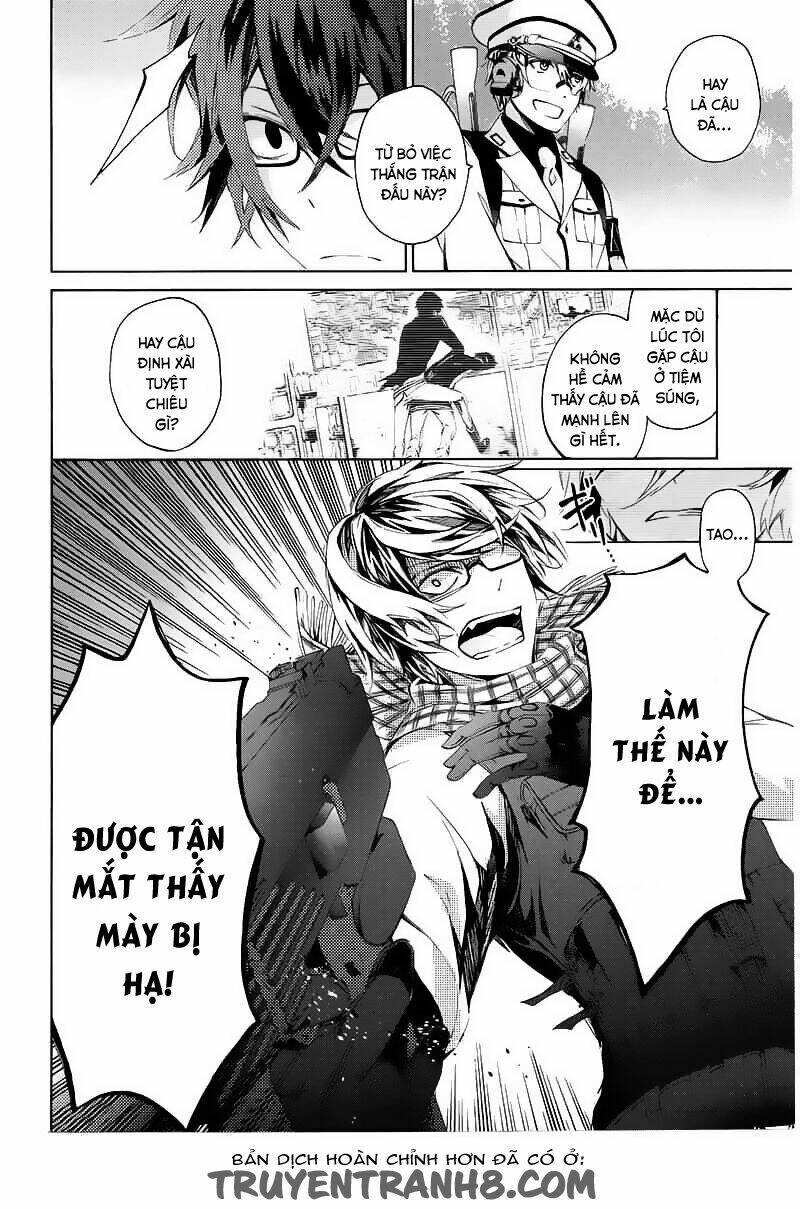 HAY
LÀ CẬU
ĐÃ...
TỪ BỎ VIỆC
THẮNG TRẬN
ĐẤU NÀY?
MẶC DÙ
LÚC TÔI
GẶP CẬU
Ở TIỆM
SÚNG,
KHÔNG
HỀ CẢM
THẤY CẬU ĐÃ
MẠNH LÊN
GÌ HẾT.
HAY CẬU
ĐỊNH XÀI
TUYỆT
CHIÊU
GÌ?
TAO...
LÀM
THẾ NÀY
ĐỂ...
ĐƯỢC TẬN
MẮT THẤY
MÀY BỊ
HẠ!
BẢN DỊCH HOÀN CHỈNH HƠN ĐÃ CÓ Ở:
TRUYENTRANH8.COM